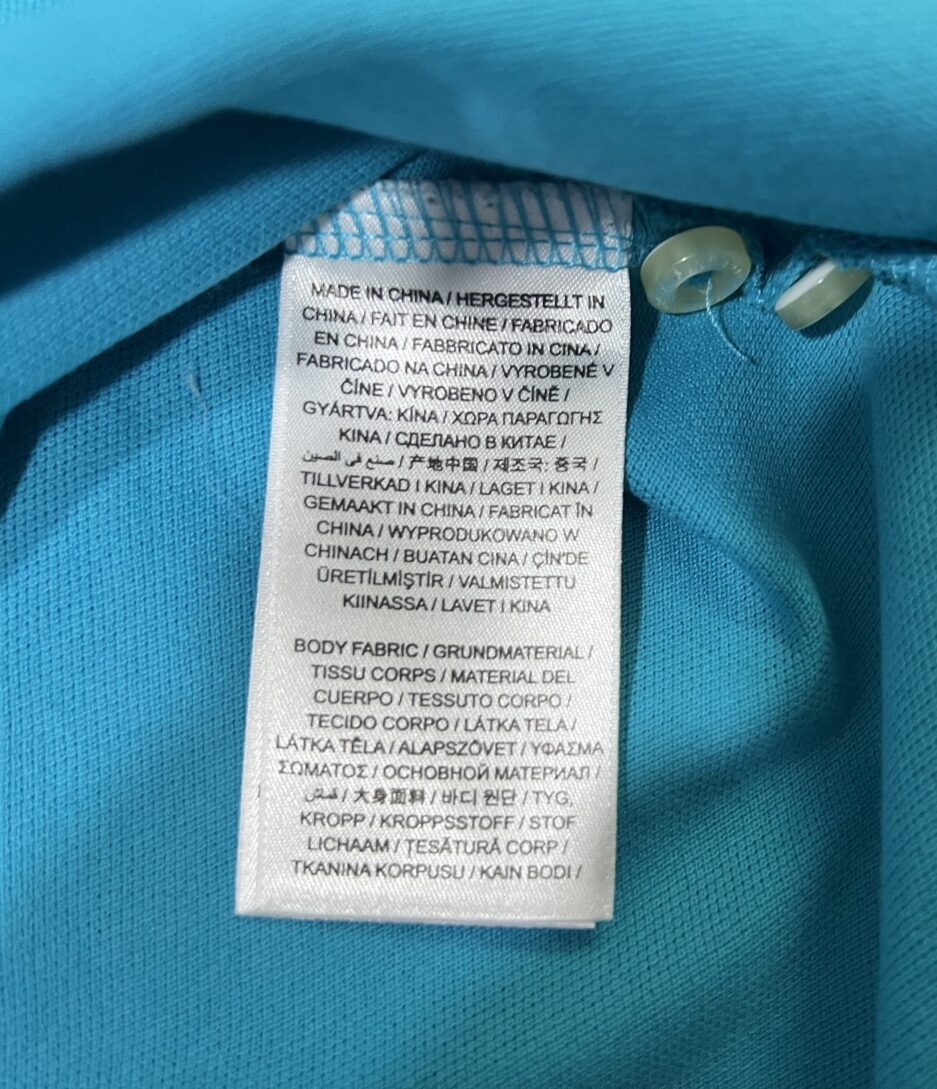 MADE IN CHINA / HERGESTELLT IN
CHINA / FAIT EN CHINE / FABRICADO
EN CHINA / FABBRICATO IN CINA /
FABRICADO NA CHINA / VYROBENÉ V
ČÍNE / VYROBENO V ČÍNĚ /
GYÁRTVA: KÍNA / ΧΩΡΑ ΠΑΡΑΓΩΓΗΣ
ΚΙΝΑ / СДЕЛАНО В КИТАЕ /
صنع في الصين / 产地中国 / 제조국: 중국 /
TILLVERKAD I KINA / LAGET I KINA /
GEMAAKT IN CHINA / FABRICAT ÎN
CHINA / WYPRODUKOWANO W
CHINACH / BUATAN CINA / ÇİN'DE
ÜRETİLMİŞTİR / VALMISTETTU
KIINASSA / LAVET I KINA
BODY FABRIC / GRUNDMATERIAL /
TISSU CORPS / MATERIAL DEL
CUERPO / TESSUTO CORPO /
TECIDO CORPO / LÁTKA TELA /
LÁTKA TĚLA / ALAPSZÖVET / ΥΦΑΣΜΑ
ΣΩΜΑΤΟΣ / ОСНОВНОЙ МАТЕРИАЛ /
قماش / 大身面料 / 바디 원단 / TYG,
KROPP / KROPPSSTOFF / STOF
LICHAAM / ȚESĂTURĂ CORP /
TKANINA KORPUSU / KAIN BODI /